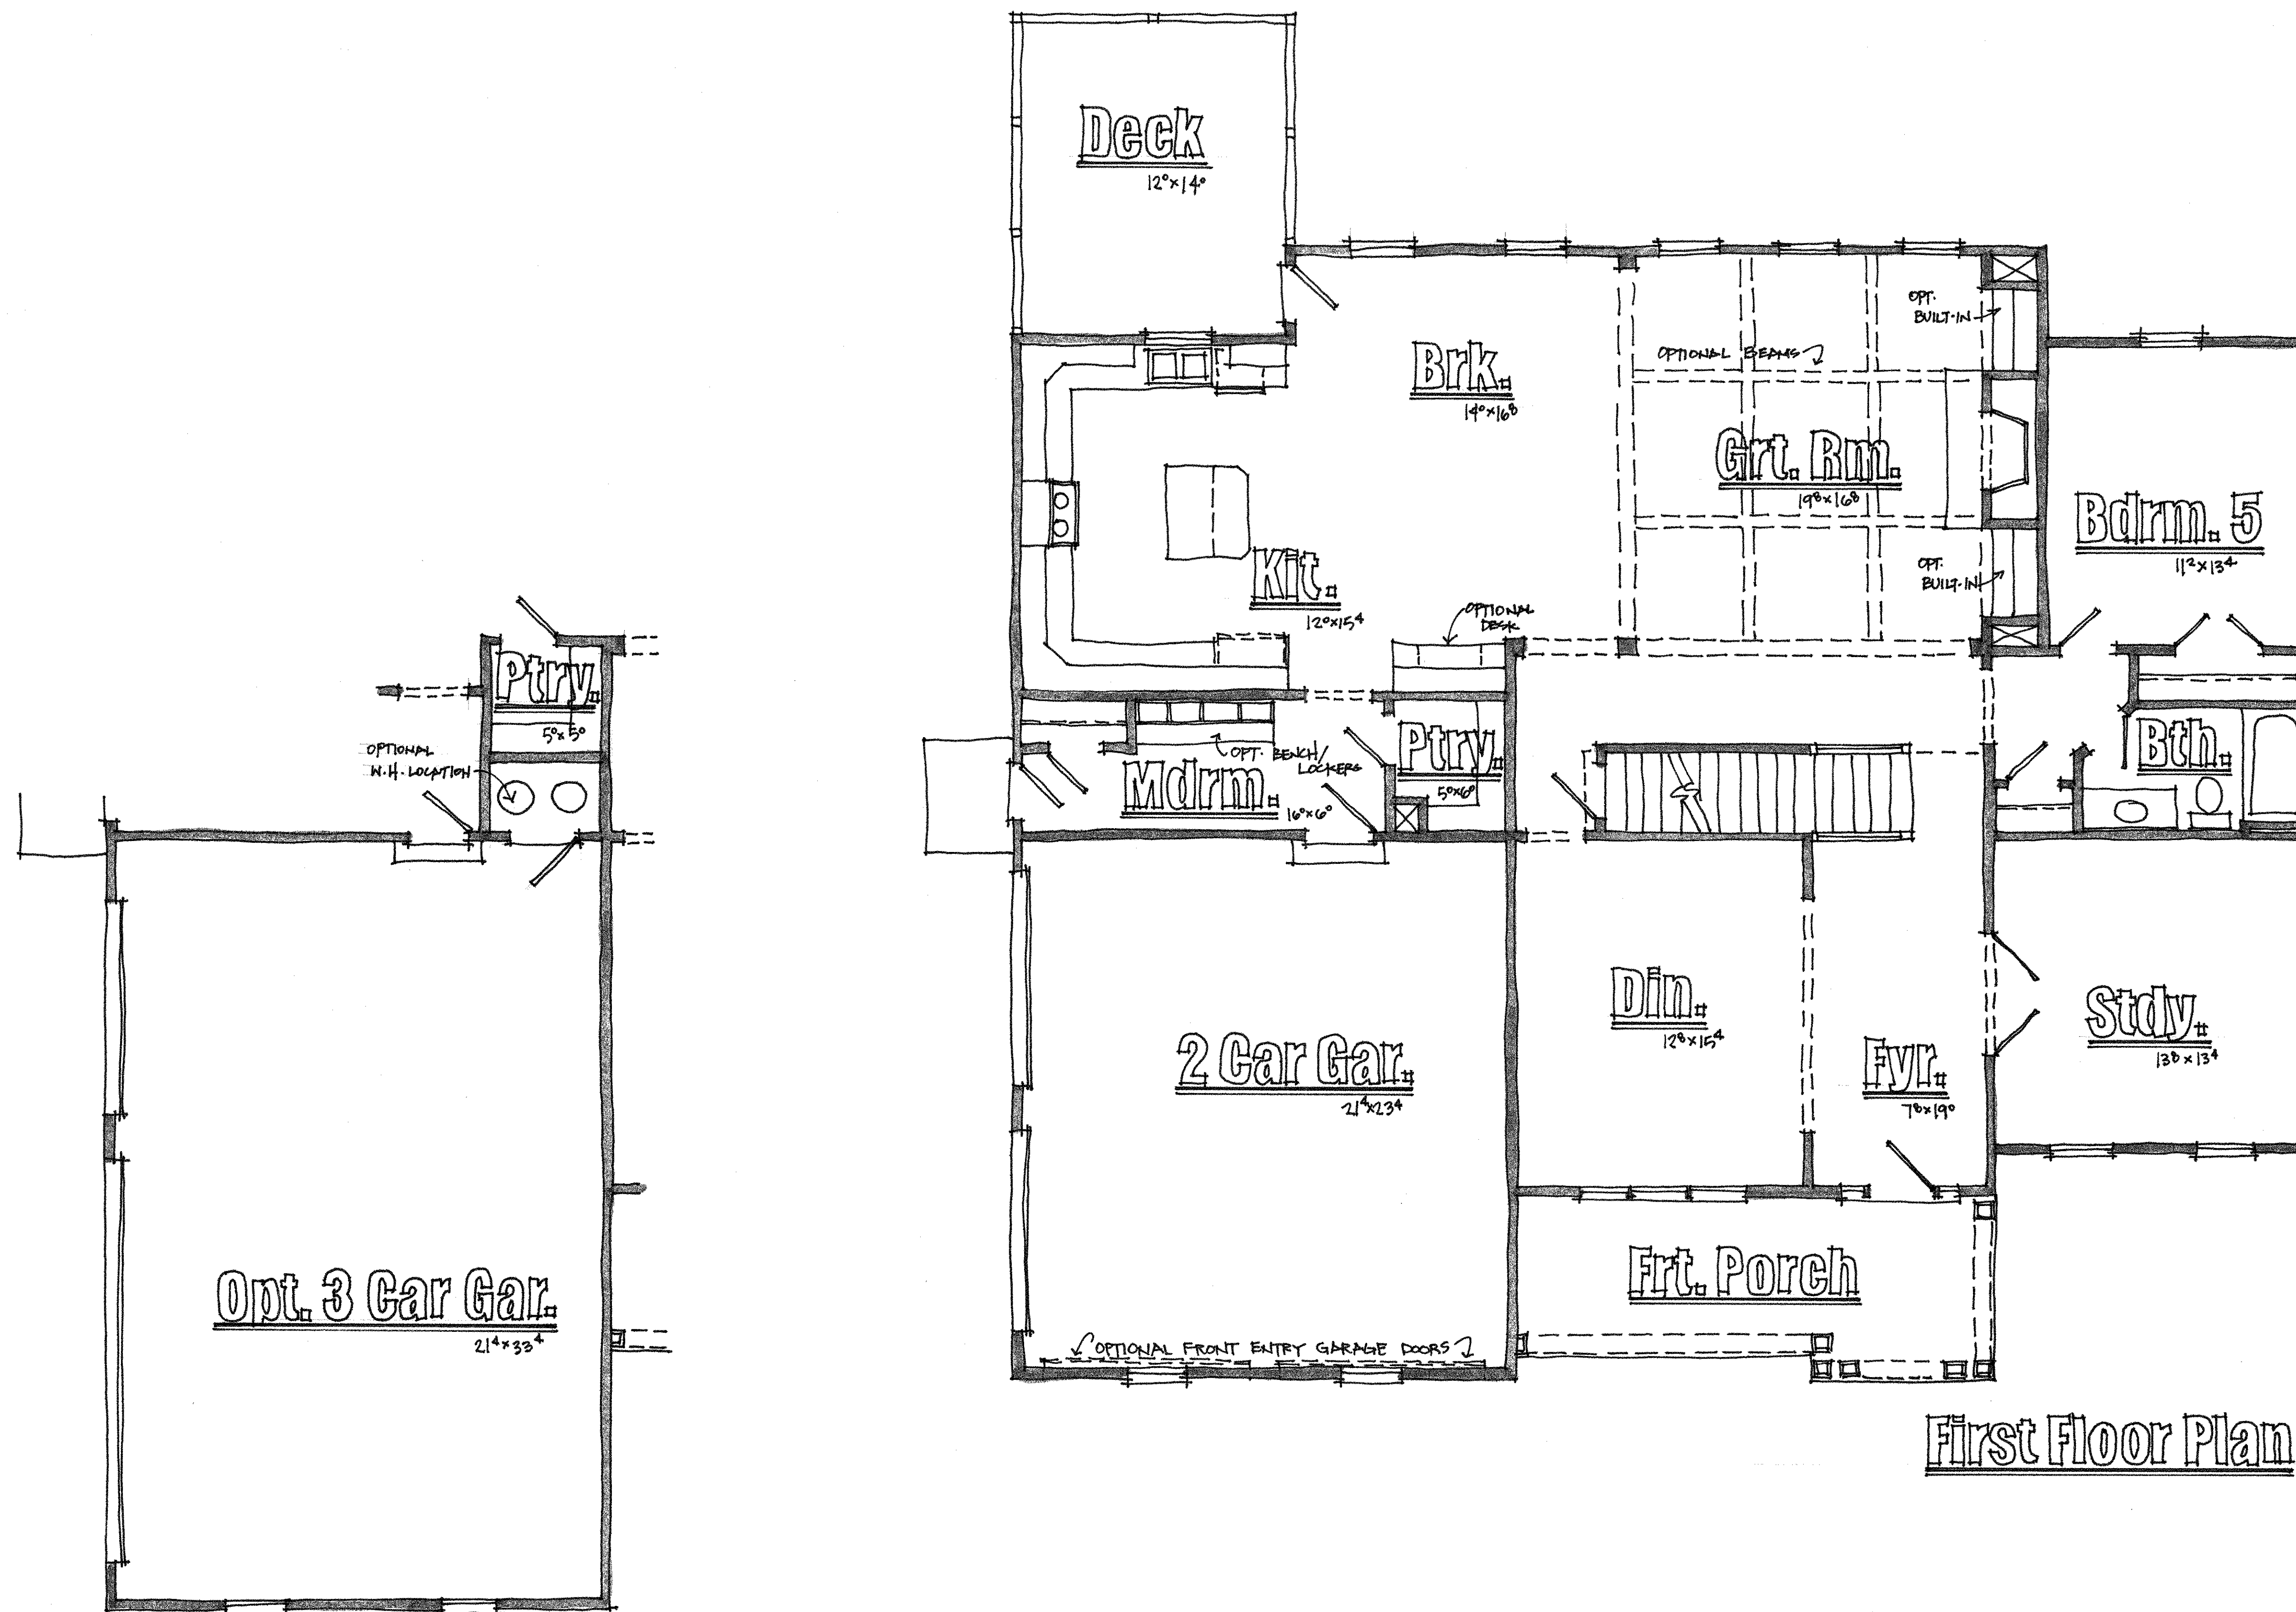 Deck
12⁰x14⁰
Brk.
14⁰x16⁸
OPT.
BUILT-IN
OPTIONAL BEAMS
Grt. Rm.
19⁸x16⁸
OPT.
BUILT-IN
Bdrm. 5
11²x13⁴
Kit.
12⁰x15⁴
OPTIONAL
DESK
Ptry.
5⁰x5⁰
OPTIONAL
W.H. LOCATION
OPT. BENCH/
LOCKERS
Mdrm.
16⁰x6⁰
Ptry.
5⁰x6⁰
Bth.
2 Car Gar.
21⁴x23⁴
Din.
12⁸x15⁴
Fyr.
7⁸x19⁰
Stdy.
13⁸x13⁴
Opt. 3 Car Gar.
21⁴x33⁴
Frt. Porch
OPTIONAL FRONT ENTRY GARAGE DOORS
First Floor Plan